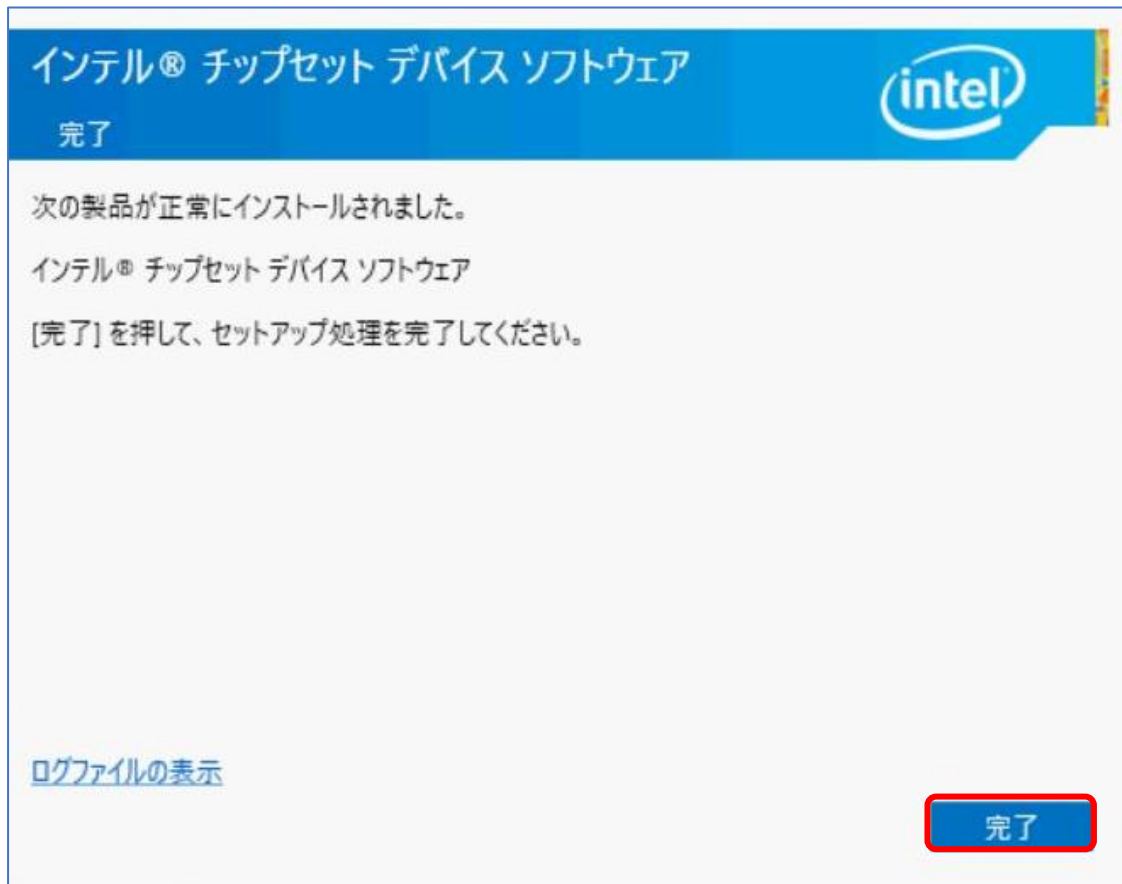 インテル® チップセット デバイス ソフトウェア
intel
完了
次の製品が正常にインストールされました。
インテル® チップセット デバイス ソフトウェア
[完了] を押して、セットアップ処理を完了してください。
ログファイルの表示
完了